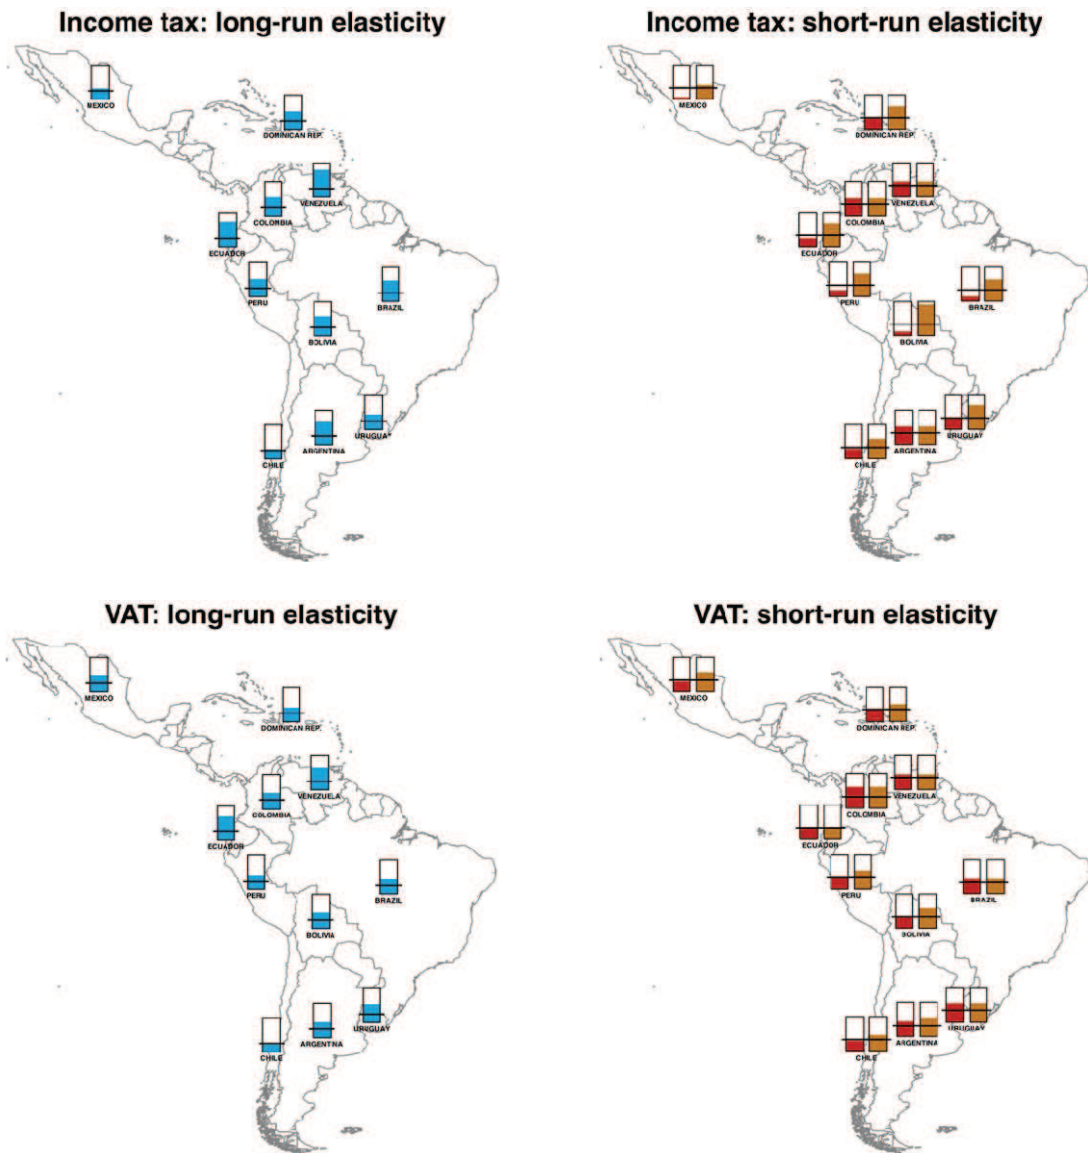 Income tax: long-run elasticity
MEXICO
DOMINICAN REP.
VENEZUELA
COLOMBIA
ECUADOR
PERU
BRAZIL
BOLIVIA
URUGUAY
ARGENTINA
CHILE
Income tax: short-run elasticity
MEXICO
DOMINICAN REP.
VENEZUELA
COLOMBIA
ECUADOR
PERU
BRAZIL
BOLIVIA
URUGUAY
ARGENTINA
CHILE
VAT: long-run elasticity
MEXICO
DOMINICAN REP.
VENEZUELA
COLOMBIA
ECUADOR
PERU
BRAZIL
BOLIVIA
URUGUAY
ARGENTINA
CHILE
VAT: short-run elasticity
MEXICO
DOMINICAN REP.
VENEZUELA
COLOMBIA
ECUADOR
PERU
BRAZIL
BOLIVIA
URUGUAY
ARGENTINA
CHILE